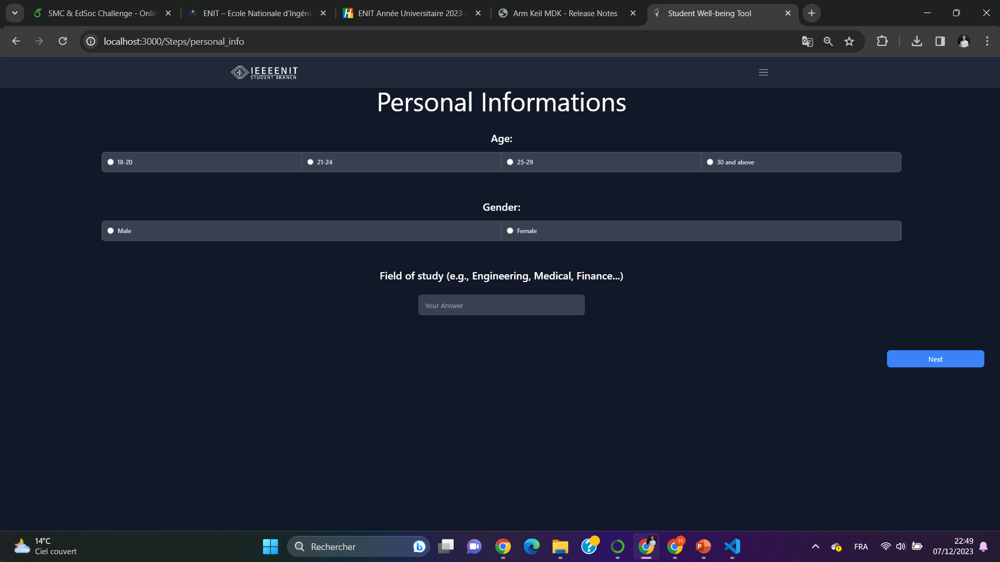 SMC & EdSoc Challenge - Onlin
ENIT – Ecole Nationale d’Ingéni
ENIT Année Universitaire 2023-2
Arm Keil MDK - Release Notes
Student Well-being Tool
localhost:3000/Steps/personal_info
IEEEENIT
STUDENT BRANCH
Personal Informations
Age:
18-20
21-24
25-29
30 and above
Gender:
Male
Female
Field of study (e.g., Engineering, Medical, Finance...)
Your Answer
Next
14°C
Ciel couvert
Rechercher
H
P
FRA
22:49
07/12/2023